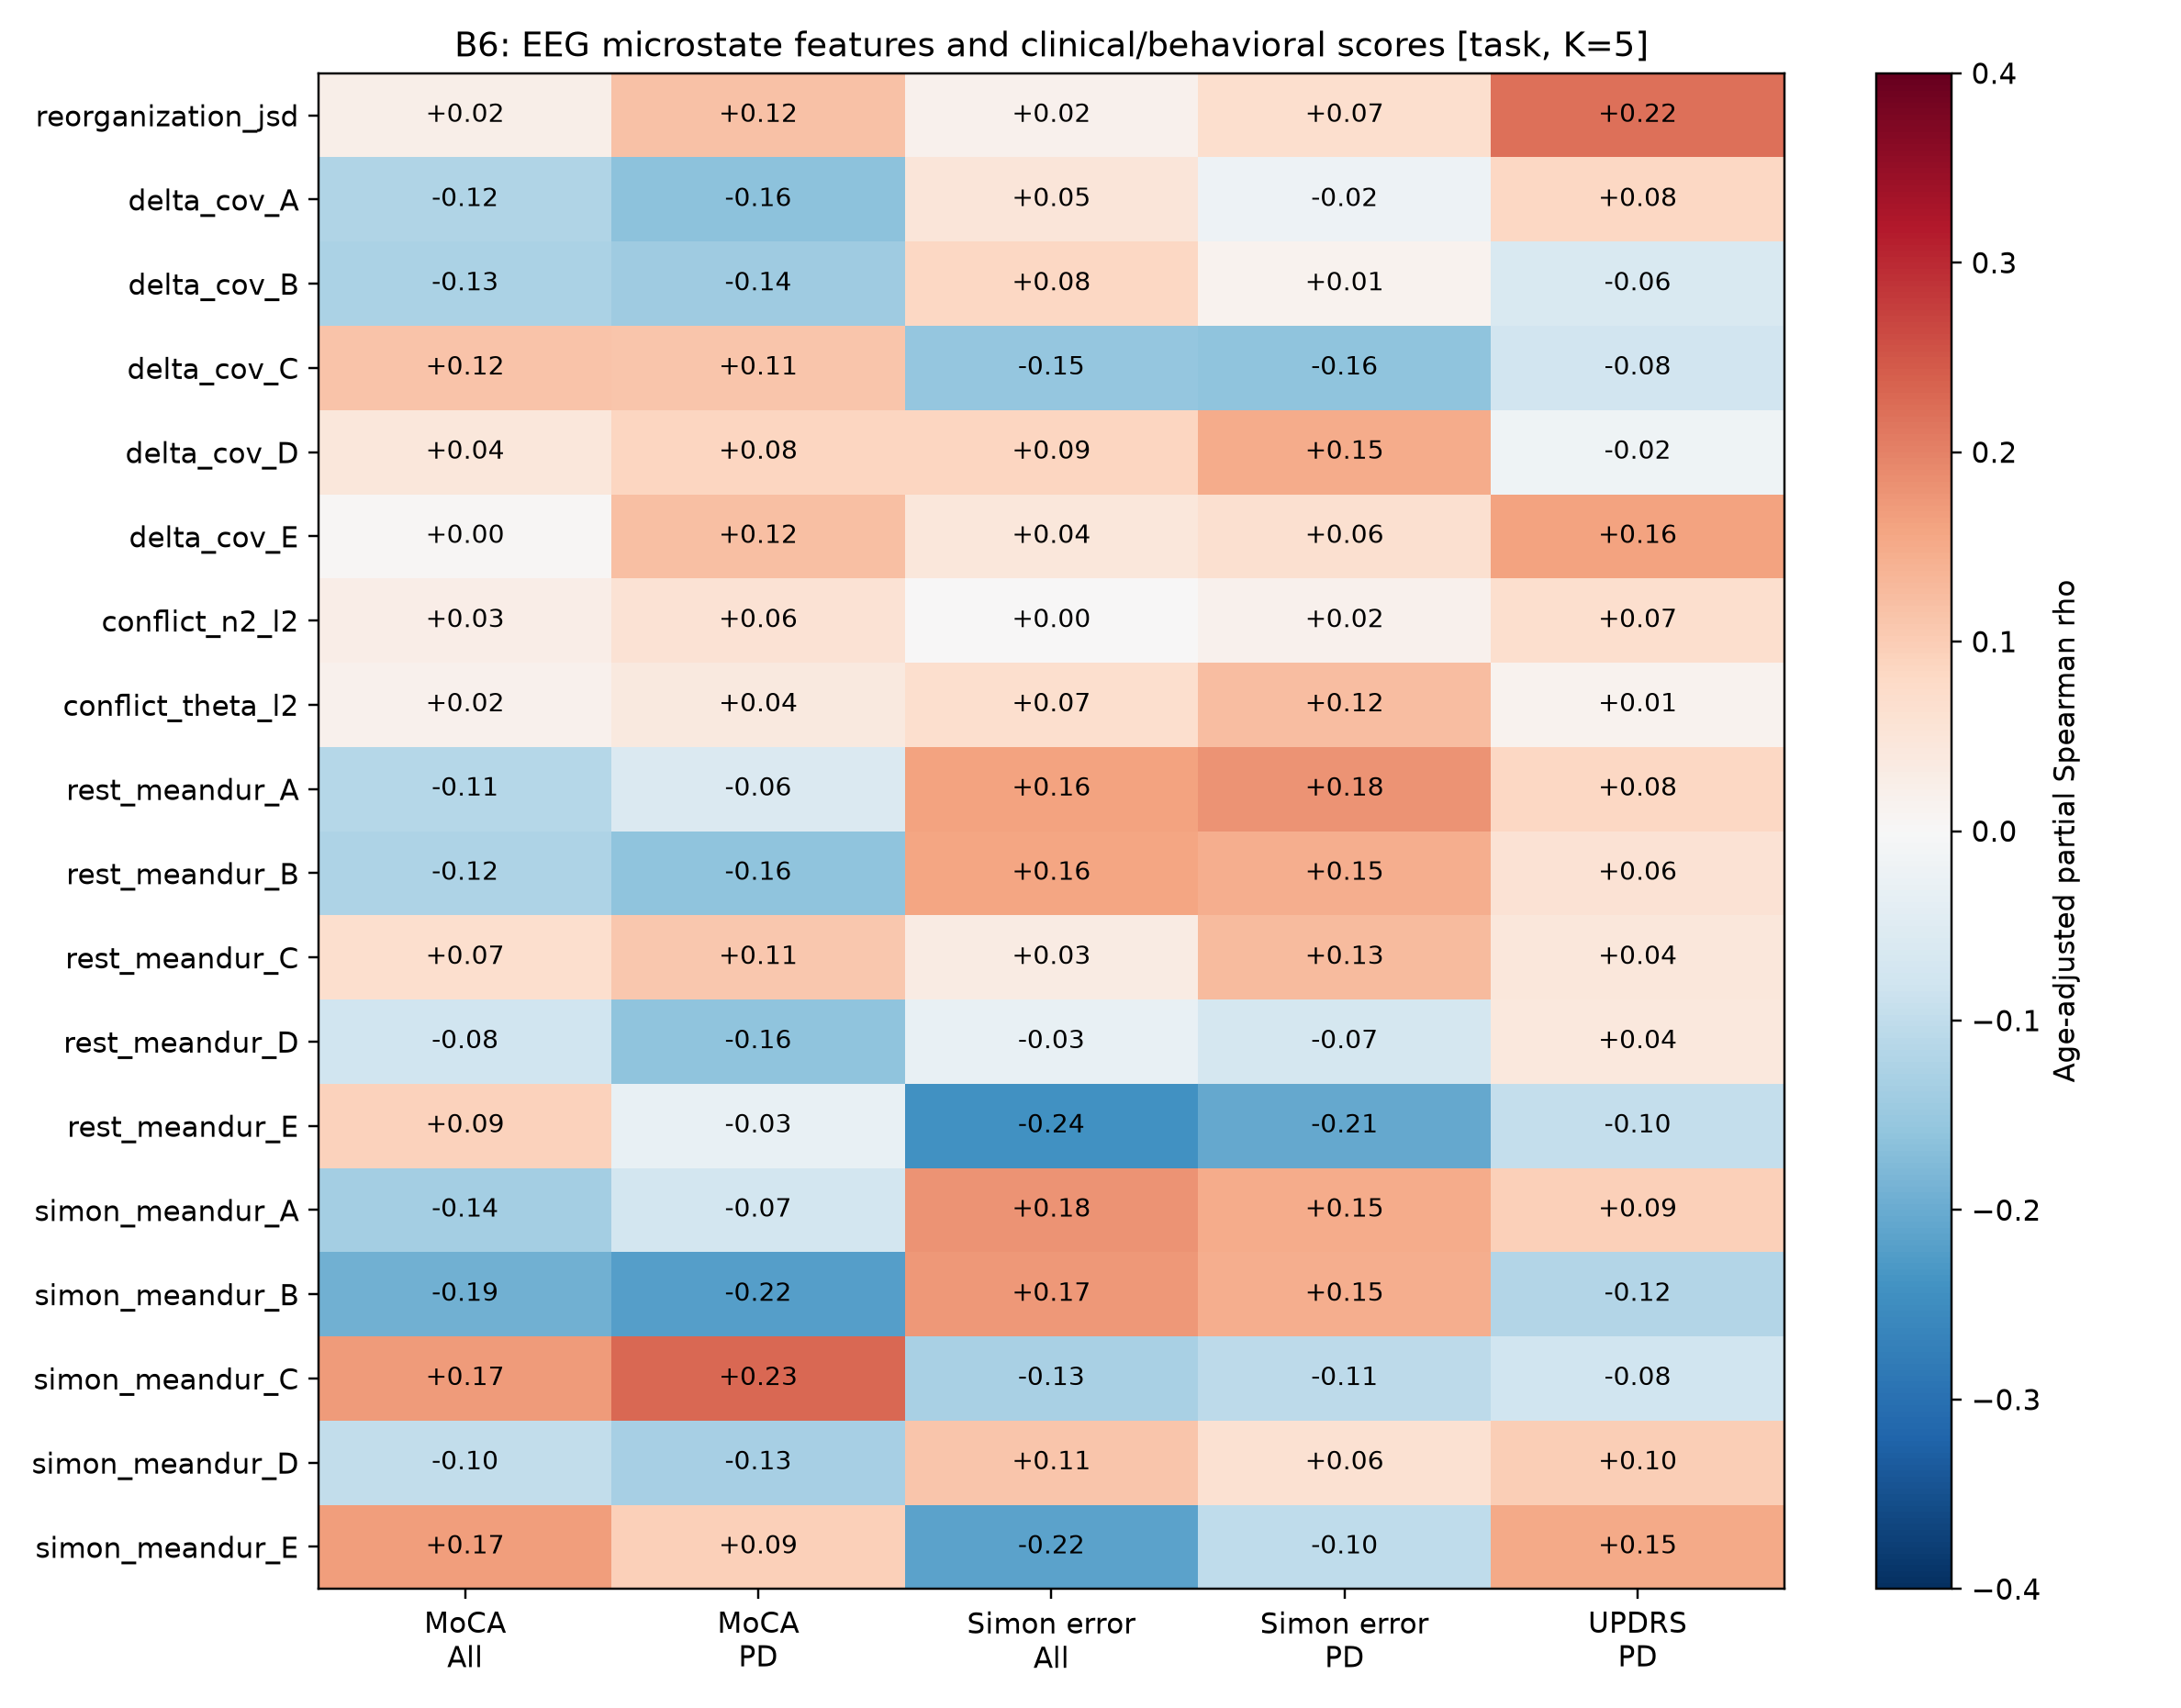 B6: EEG microstate features and clinical/behavioral scores [task, K=5]
reorganization_jsd +0.02 +0.12 +0.02 +0.07 +0.22
delta_cov_A -0.12 -0.16 +0.05 -0.02 +0.08
delta_cov_B -0.13 -0.14 +0.08 +0.01 -0.06
delta_cov_C +0.12 +0.11 -0.15 -0.16 -0.08
delta_cov_D +0.04 +0.08 +0.09 +0.15 -0.02
delta_cov_E +0.00 +0.12 +0.04 +0.06 +0.16
conflict_n2_l2 +0.03 +0.06 +0.00 +0.02 +0.07
conflict_theta_l2 +0.02 +0.04 +0.07 +0.12 +0.01
rest_meandur_A -0.11 -0.06 +0.16 +0.18 +0.08
rest_meandur_B -0.12 -0.16 +0.16 +0.15 +0.06
rest_meandur_C +0.07 +0.11 +0.03 +0.13 +0.04
rest_meandur_D -0.08 -0.16 -0.03 -0.07 +0.04
rest_meandur_E +0.09 -0.03 -0.24 -0.21 -0.10
simon_meandur_A -0.14 -0.07 +0.18 +0.15 +0.09
simon_meandur_B -0.19 -0.22 +0.17 +0.15 -0.12
simon_meandur_C +0.17 +0.23 -0.13 -0.11 -0.08
simon_meandur_D -0.10 -0.13 +0.11 +0.06 +0.10
simon_meandur_E +0.17 +0.09 -0.22 -0.10 +0.15
MoCA MoCA Simon error Simon error UPDRS
All PD All PD PD
0.4
0.3
0.2
0.1
0.0
−0.1
−0.2
−0.3
−0.4
Age-adjusted partial Spearman rho